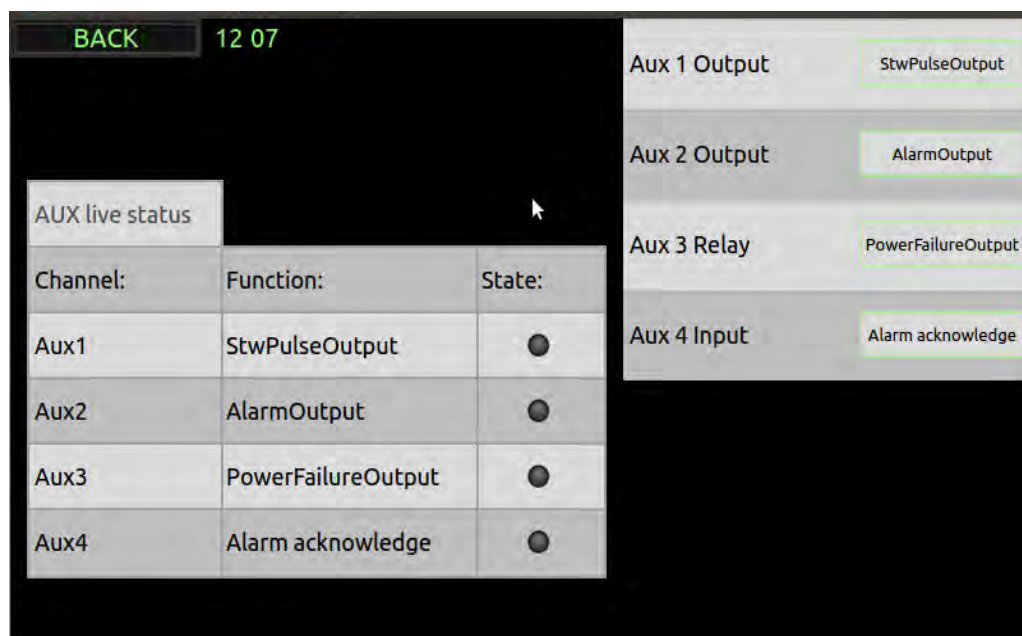 BACK 12 07
AUX live status
Channel: Function: State:
Aux1 StwPulseOutput
Aux2 AlarmOutput
Aux3 PowerFailureOutput
Aux4 Alarm acknowledge
Aux 1 Output StwPulseOutput
Aux 2 Output AlarmOutput
Aux 3 Relay PowerFailureOutput
Aux 4 Input Alarm acknowledge